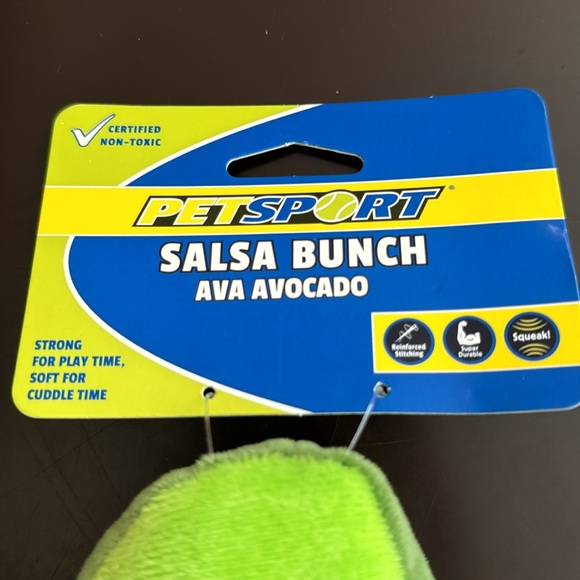 CERTIFIED
NON-TOXIC
PETSPORT®
SALSA BUNCH
AVA AVOCADO
STRONG
FOR PLAY TIME,
SOFT FOR
CUDDLE TIME
Reinforced
Stitching
Super
Durable
Squeak!